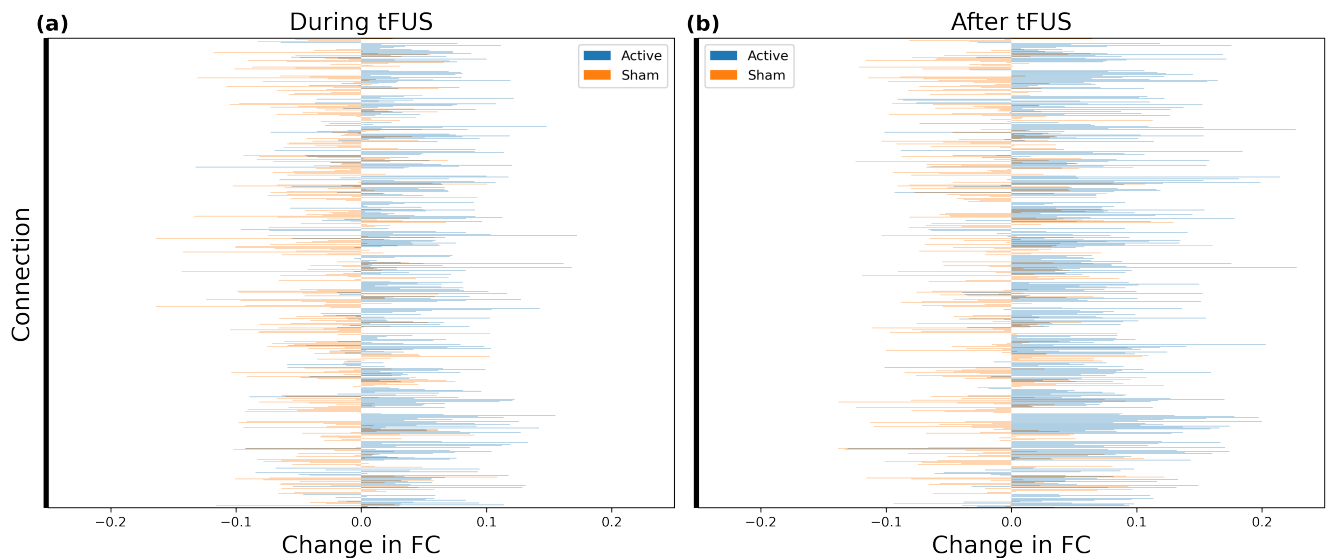 (a)
During tFUS
Active
Sham
Connection
−0.2
−0.1
0.0
0.1
0.2
Change in FC
(b)
After tFUS
Active
Sham
−0.2
−0.1
0.0
0.1
0.2
Change in FC